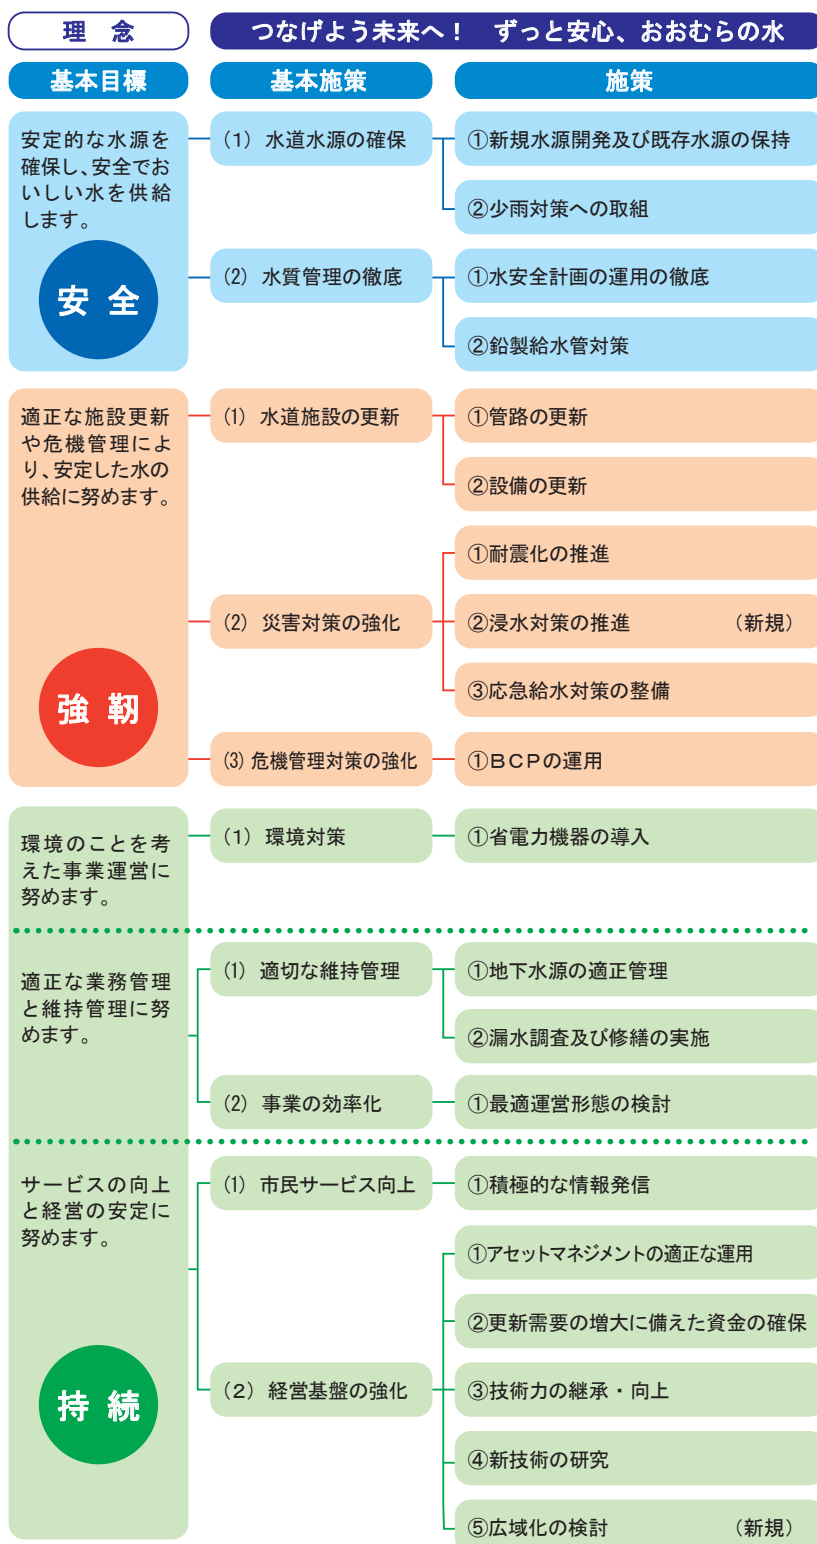 理念
つなげよう未来へ！　ずっと安心、おおむらの水
基本目標
基本施策
施策
安定的な水源を
確保し、安全でお
いしい水を供給
します。
安全
（1）水道水源の確保
①新規水源開発及び既存水源の保持
②少雨対策への取組
（2）水質管理の徹底
①水安全計画の運用の徹底
②鉛製給水管対策
適正な施設更新
や危機管理によ
り、安定した水の
供給に努めます。
強靭
（1）水道施設の更新
①管路の更新
②設備の更新
（2）災害対策の強化
①耐震化の推進
②浸水対策の推進　（新規）
③応急給水対策の整備
（3）危機管理対策の強化
①ＢＣＰの運用
環境のことを考
えた事業運営に
努めます。
（1）環境対策
①省電力機器の導入
適正な業務管理
と維持管理に努
めます。
（1）適切な維持管理
①地下水源の適正管理
②漏水調査及び修繕の実施
（2）事業の効率化
①最適運営形態の検討
サービスの向上
と経営の安定に
努めます。
持続
（1）市民サービス向上
①積極的な情報発信
（2）経営基盤の強化
①アセットマネジメントの適正な運用
②更新需要の増大に備えた資金の確保
③技術力の継承・向上
④新技術の研究
⑤広域化の検討　（新規）